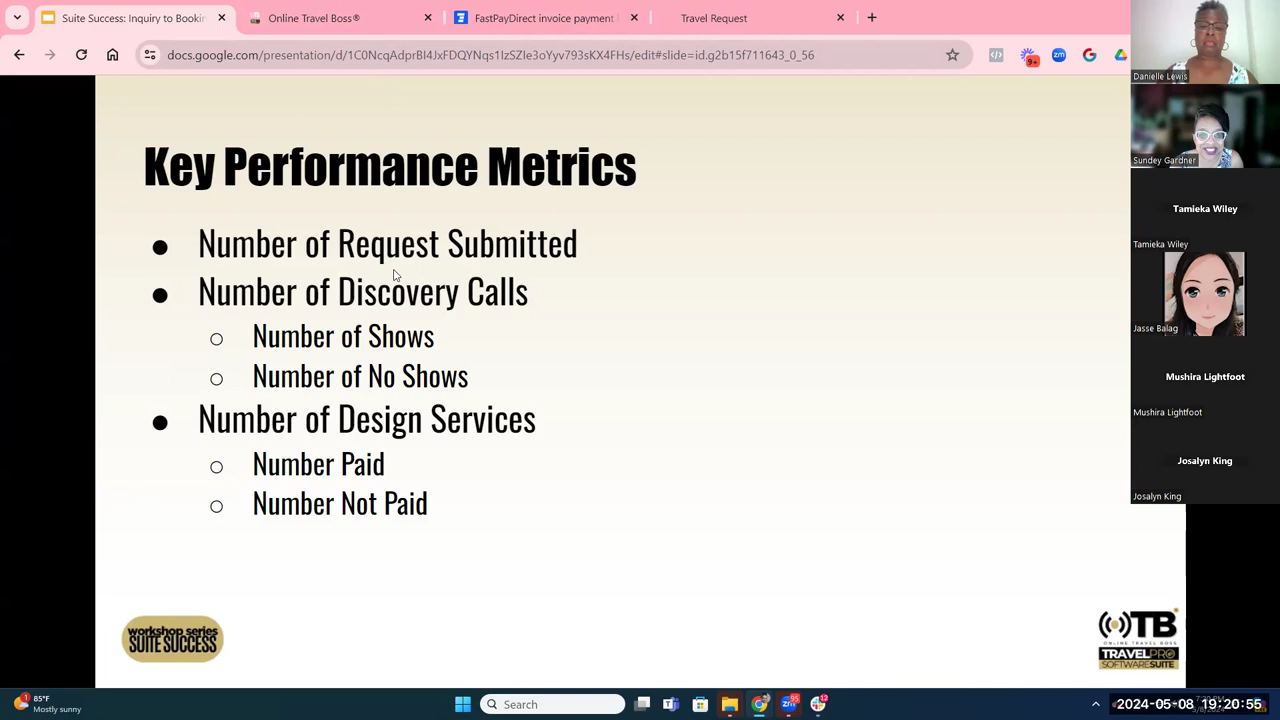 Suite Success: Inquiry to Bookin
Online Travel Boss®
FastPayDirect invoice payment
Travel Request
docs.google.com/presentation/d/1C0NcqAdprBI4JxFDQYNqs1IzSZIe3oYyv793sKX4FHs/edit#slide=id.g2b15f711643_0_56
9+
zm
Danielle Lewis
Sundey Gardner
Tamieka Wiley
Tamieka Wiley
Jasse Balag
Mushira Lightfoot
Mushira Lightfoot
Josalyn King
Josalyn King
Key Performance Metrics
● Number of Request Submitted
● Number of Discovery Calls
○ Number of Shows
○ Number of No Shows
● Number of Design Services
○ Number Paid
○ Number Not Paid
workshop series
SUITE SUCCESS
OTB
ONLINE TRAVEL BOSS
TRAVELPRO
SOFTWARE SUITE
1
85°F
Mostly sunny
Search
12
2024-05-08 19:20:55